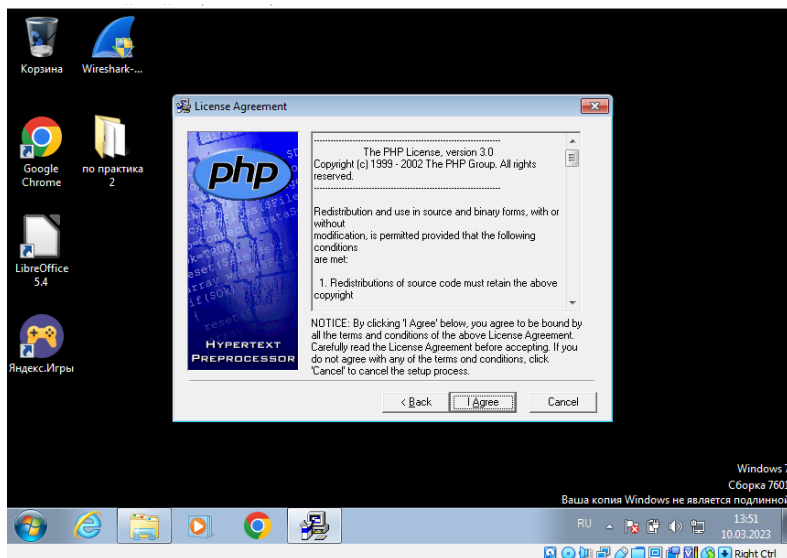 Корзина
Wireshark-...
Google
Chrome
по практика
2
LibreOffice
5.4
Яндекс.Игры
License Agreement
php
HYPERTEXT
PREPROCESSOR
The PHP License, version 3.0
Copyright (c) 1999 - 2002 The PHP Group. All rights
reserved.
Redistribution and use in source and binary forms, with or
without
modification, is permitted provided that the following
conditions
are met:
1. Redistributions of source code must retain the above
copyright
NOTICE: By clicking 'I Agree' below, you agree to be bound by
all the terms and conditions of the above License Agreement.
Carefully read the License Agreement before accepting. If you
do not agree with any of the terms ond conditions, click
'Cancel' to cancel the setup process.
< Back
I Agree
Cancel
Windows 7
Сборка 7601
Ваша копия Windows не является подлинной
RU
13:51
10.03.2023
Right Ctrl